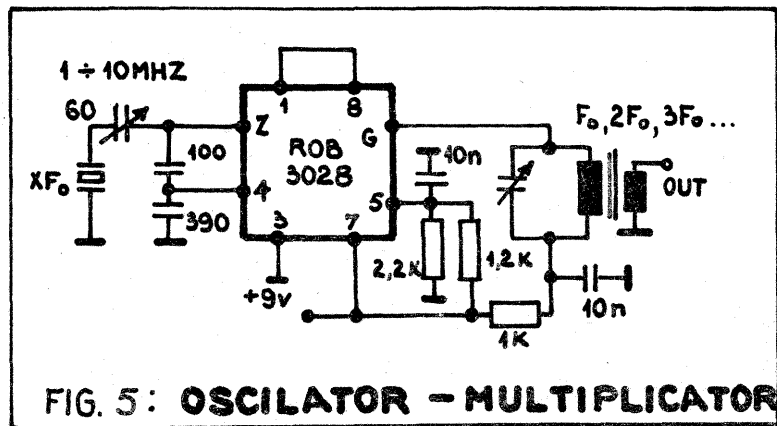 1 ÷ 10MHZ
60
XF₀
100
390
1
8
2
4
3
7
G
5
ROB
3028
+9V
10n
2,2K
1,2K
1K
10n
F₀, 2F₀, 3F₀ ...
OUT
FIG. 5: OSCILATOR - MULTIPLICATOR